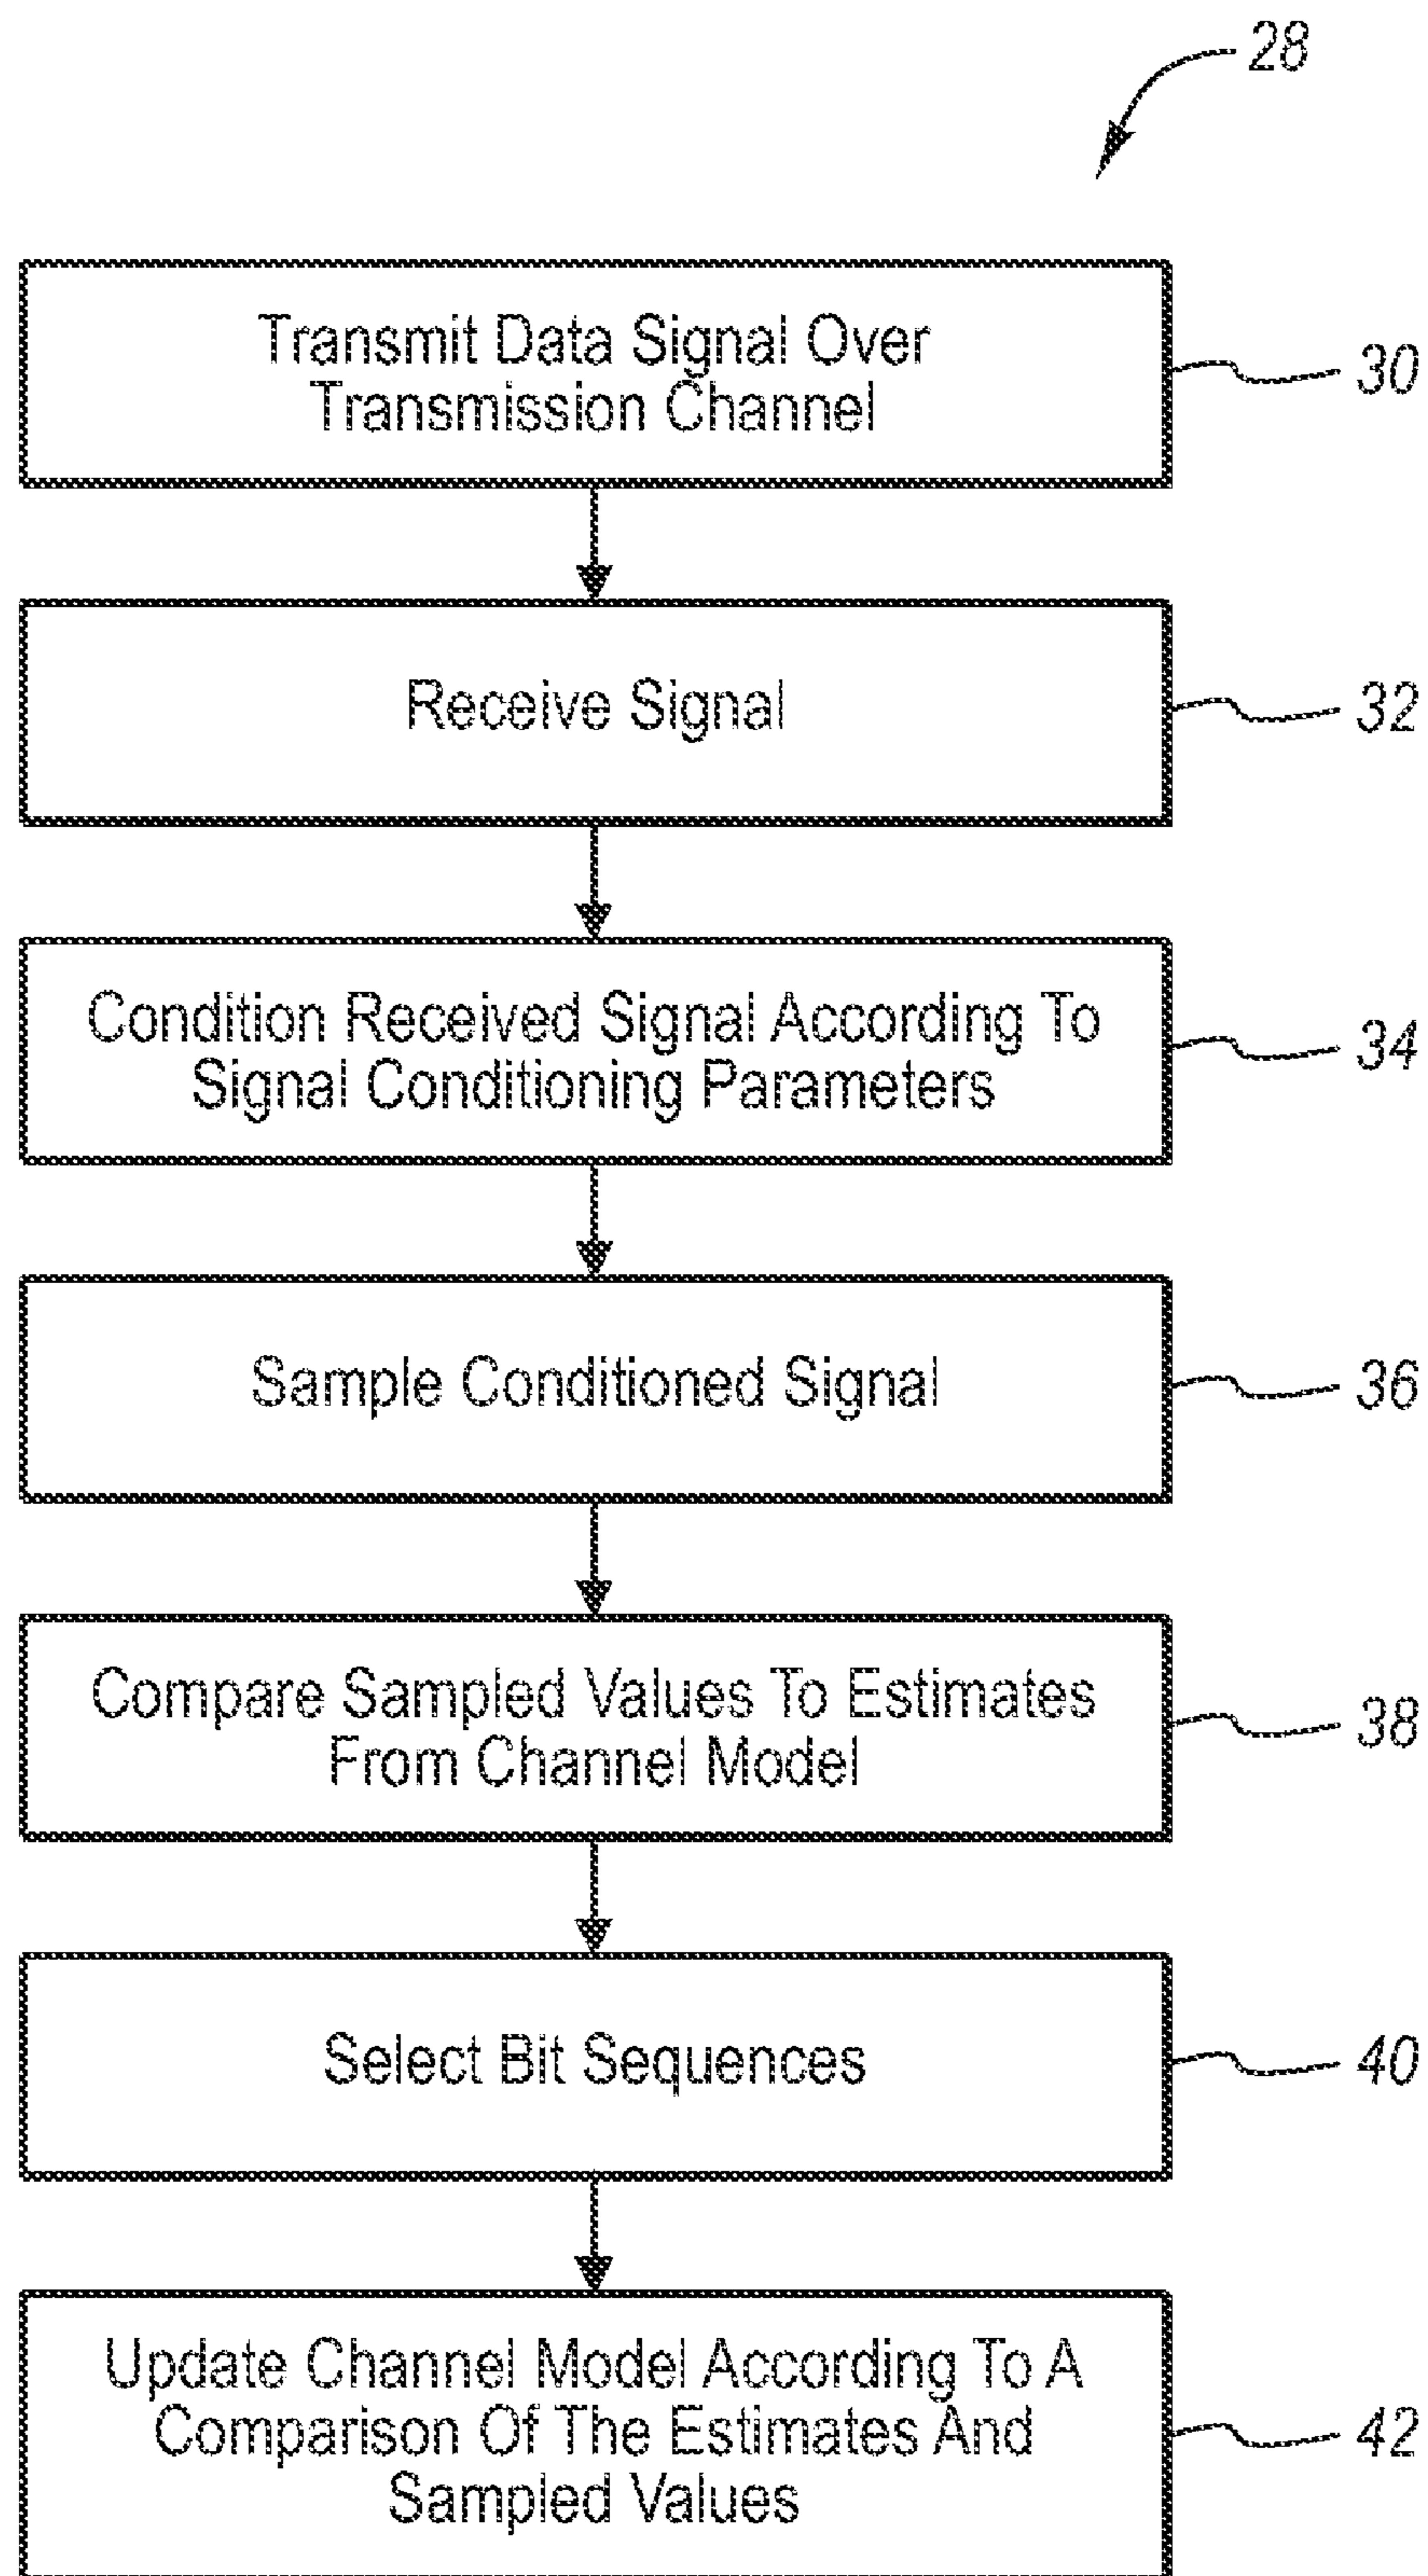 28
Transmit Data Signal Over
Transmission Channel
30
Receive Signal
32
Condition Received Signal According To
Signal Conditioning Parameters
34
Sample Conditioned Signal
36
Compare Sampled Values To Estimates
From Channel Model
38
Select Bit Sequences
40
Update Channel Model According To A
Comparison Of The Estimates And
Sampled Values
42